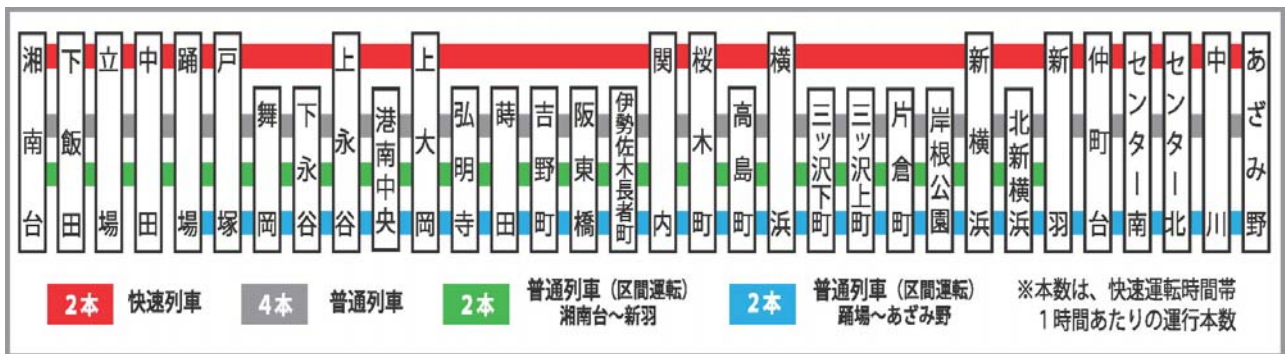 湘南台
下飯田
立場
中田
踊場
戸塚
舞岡
下永谷
上永谷
港南中央
上大岡
弘明寺
蒔田
吉野町
阪東橋
伊勢佐木長者町
関内
桜木町
高島町
横浜
三ッ沢下町
三ッ沢上町
片倉町
岸根公園
新横浜
北新横浜
新羽
仲町台
センター南
センター北
中川
あざみ野
2本 快速列車
4本 普通列車
2本 普通列車（区間運転）
湘南台～新羽
2本 普通列車（区間運転）
踊場～あざみ野
※本数は、快速運転時間帯
１時間あたりの運行本数